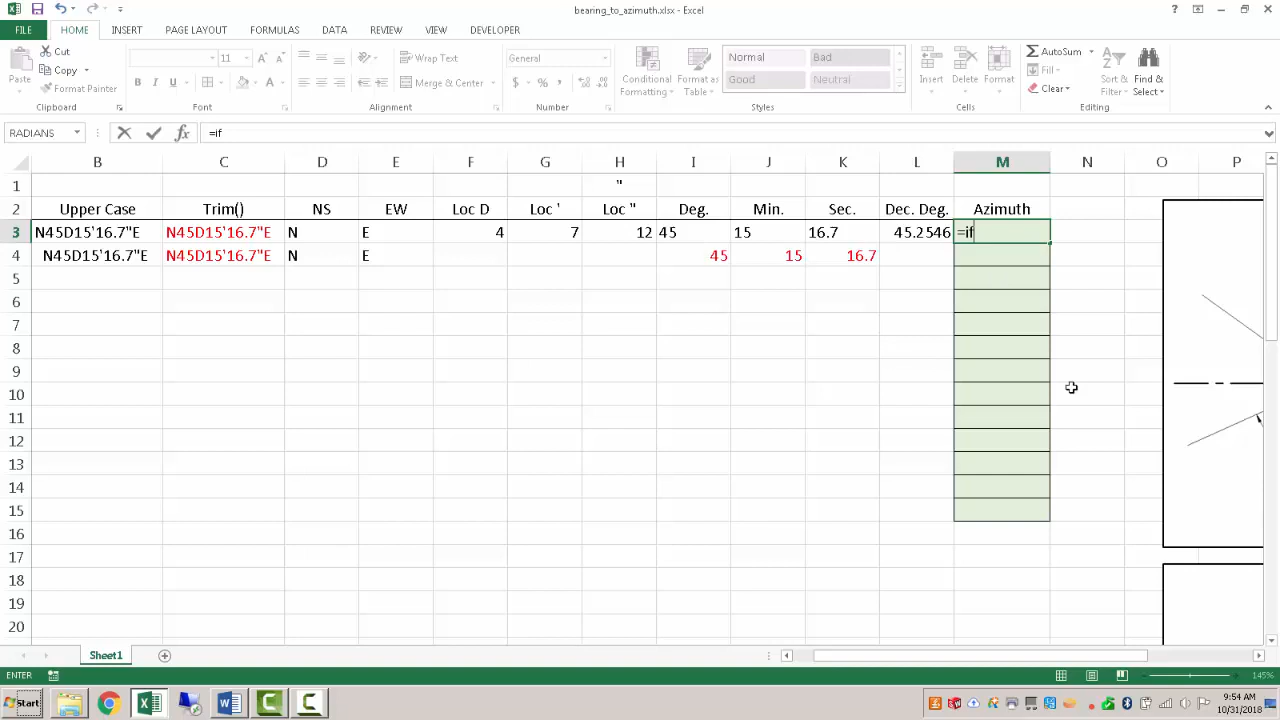 bearing_to_azimuth.xlsx - Excel
FILE HOME INSERT PAGE LAYOUT FORMULAS DATA REVIEW VIEW DEVELOPER
Paste Cut Copy Format Painter
Clipboard
11
B I U A
Font
Wrap Text
Merge & Center
Alignment
General
$ % ,
Number
Conditional Formatting
Format as Table
Normal Bad
Good Neutral
Styles
Insert Delete Format
Cells
AutoSum
Fill
Clear
Sort & Filter
Find & Select
Editing
RADIANS fx =if
B C D E F G H I J K L M N O P
1 "
2 Upper Case Trim() NS EW Loc D Loc ' Loc " Deg. Min. Sec. Dec. Deg. Azimuth
3 N45D15'16.7"E N45D15'16.7"E N E 4 7 12 45 15 16.7 45.2546 =if
4 N45D15'16.7"E N45D15'16.7"E N E 45 15 16.7
5
6
7
8
9
10
11
12
13
14
15
16
17
18
19
20
Sheet1
ENTER 145%
Start 9:54 AM
10/31/2018